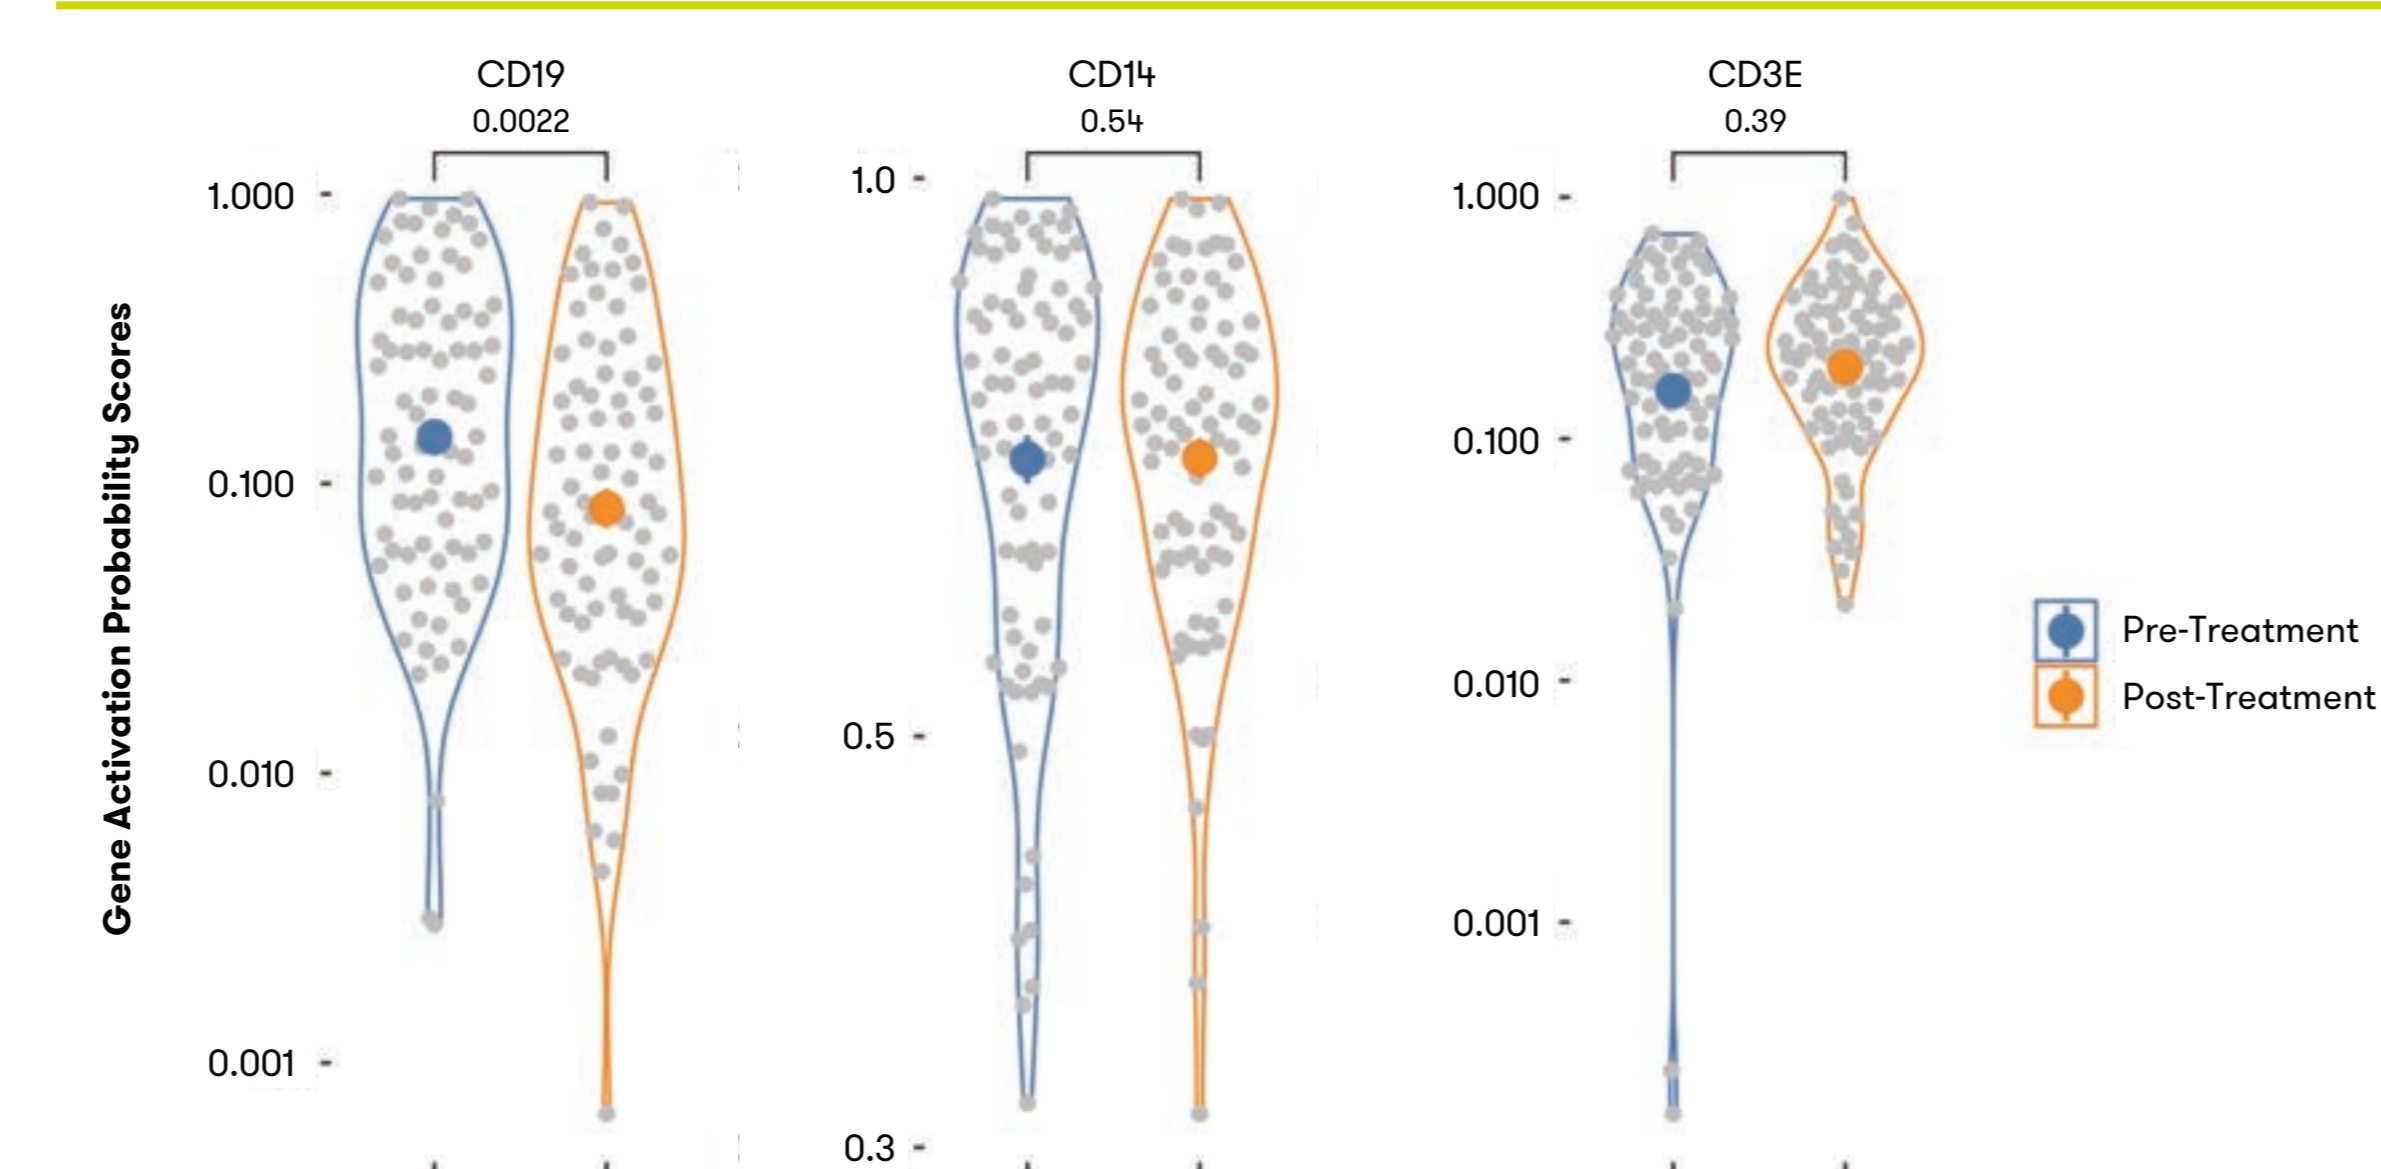 CD19
0.0022
CD14
0.54
CD3E
0.39
Gene Activation Probability Scores
1.000
0.100
0.010
0.001
1.0
0.5
0.3
1.000
0.100
0.010
0.001
Pre-Treatment
Post-Treatment